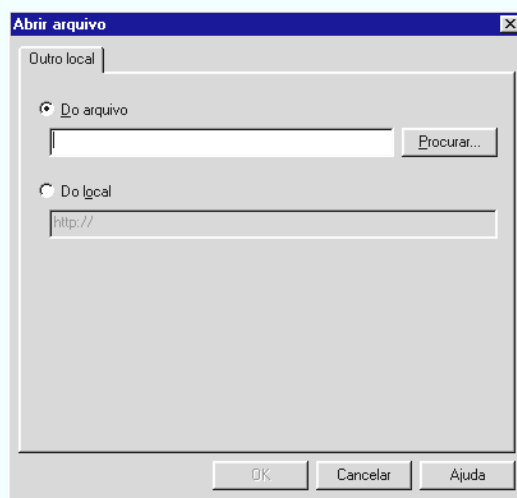 Abrir arquivo
Outro local
Do arquivo
Procurar...
Do local
http://
OK Cancelar Ajuda